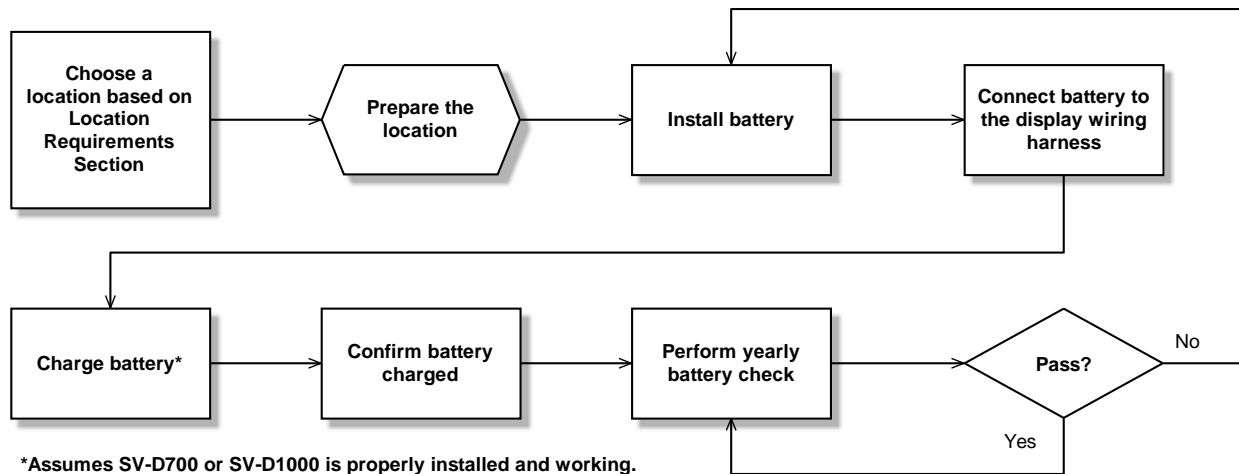 Choose a
location based on
Location
Requirements
Section
Prepare the
location
Install battery
Connect battery to
the display wiring
harness
Charge battery*
Confirm battery
charged
Perform yearly
battery check
Pass?
No
Yes
*Assumes SV-D700 or SV-D1000 is properly installed and working.